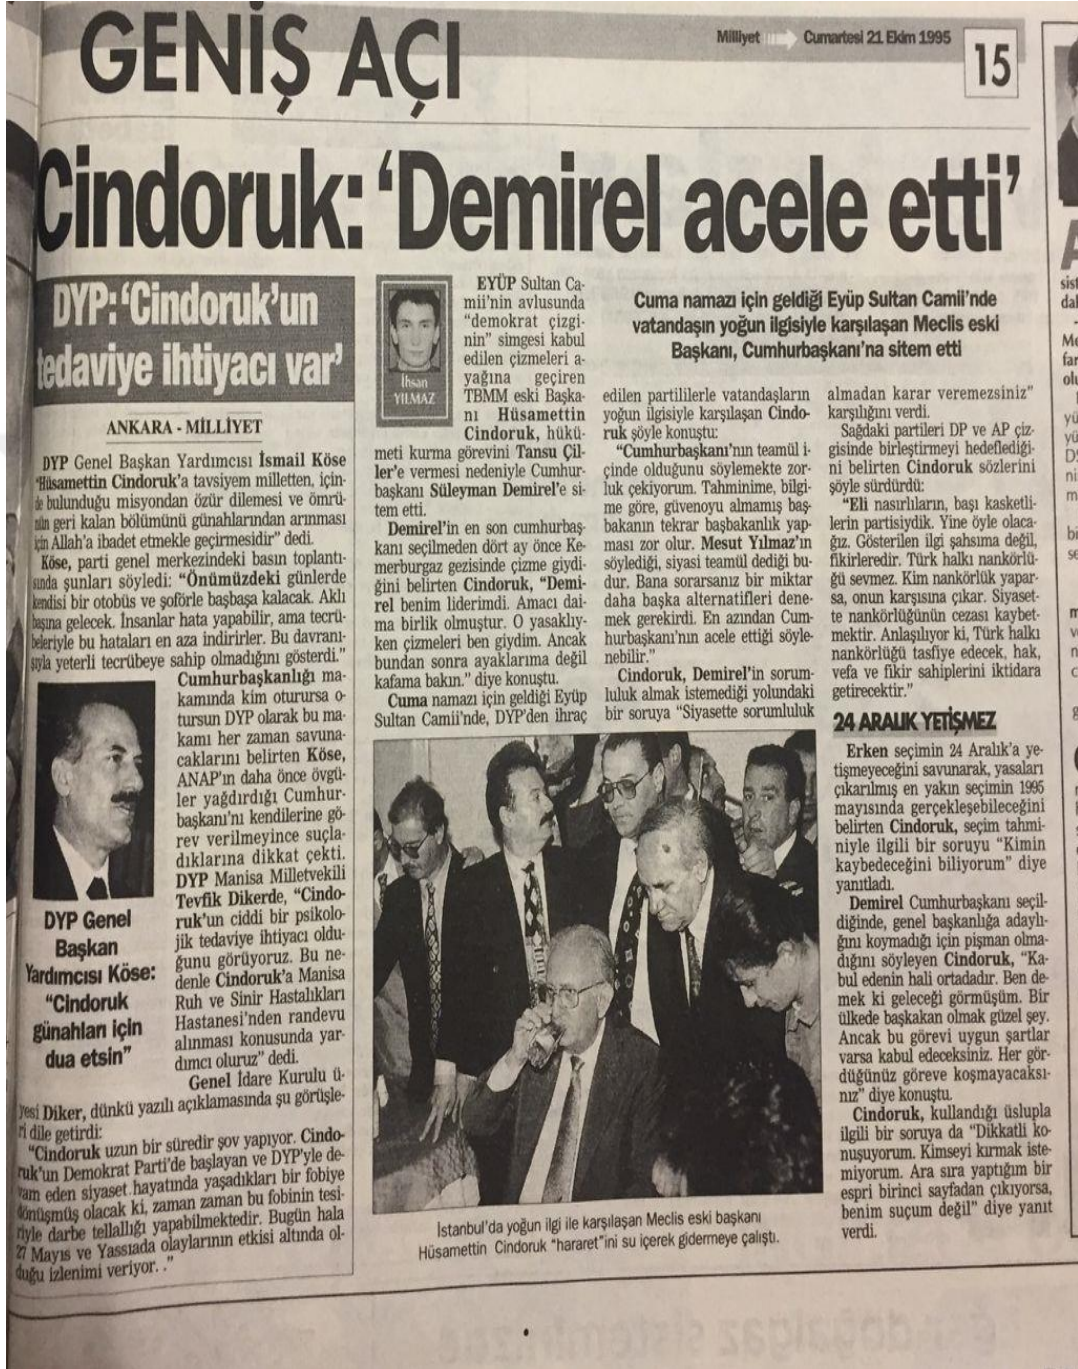 GENİŞ AÇI
Milliyet Cumartesi 21 Ekim 1995
15
Cindoruk: ‘Demirel acele etti’
DYP: ‘Cindoruk’un
tedaviye ihtiyacı var’
ANKARA - MİLLİYET
DYP Genel Başkan Yardımcısı İsmail Köse
"Hüsamettin Cindoruk'a tavsiyem milletten, için-
de bulunduğu misyondan özür dilemesi ve ömrü-
nün geri kalan bölümünü günahlarından arınması
için Allah'a ibadet etmekle geçirmesidir" dedi.
Köse, parti genel merkezindeki basın toplantı-
sında şunları söyledi: "Önümüzdeki günlerde
kendisi bir otobüs ve şoförle başbaşa kalacak. Aklı
başına gelecek. İnsanlar hata yapabilir, ama tecrü-
beleriyle bu hataları en aza indirirler. Bu davranı-
şıyla yeterli tecrübeye sahip olmadığını gösterdi."
Cumhurbaşkanlığı ma-
kamında kim oturursa o-
tursun DYP olarak bu ma-
kamı her zaman savuna-
caklarını belirten Köse,
ANAP'ın daha önce övgü-
ler yağdırdığı Cumhur-
başkanı'nı kendilerine gö-
rev verilmeyince suçla-
dıklarına dikkat çekti.
DYP Manisa Milletvekili
Tevfik Dikerde, "Cindo-
ruk'un ciddi bir psikolo-
jik tedaviye ihtiyacı oldu-
ğunu görüyoruz. Bu ne-
denle Cindoruk'a Manisa
Ruh ve Sinir Hastalıkları
Hastanesi'nden randevu
alınması konusunda yar-
dımcı oluruz" dedi.
Genel İdare Kurulu ü-
yesi Diker, dünkü yazılı açıklamasında şu görüşle-
ri dile getirdi:
"Cindoruk uzun bir süredir şov yapıyor. Cindo-
ruk'un Demokrat Parti'de başlayan ve DYP'yle de-
vam eden siyaset hayatında yaşadıkları bir fobiye
dönüşmüş olacak ki, zaman zaman bu fobinin tesi-
riyle darbe tellallığı yapabilmektedir. Bugün hala
27 Mayıs ve Yassıada olaylarının etkisi altında ol-
duğu izlenimi veriyor. ."
DYP Genel
Başkan
Yardımcısı Köse:
"Cindoruk
günahları için
dua etsin"
İhsan
YILMAZ
EYÜP Sultan Ca-
mii'nin avlusunda
"demokrat çizgi-
nin" simgesi kabul
edilen çizmeleri a-
yağına geçiren
TBMM eski Başka-
nı Hüsamettin
Cindoruk, hükü-
meti kurma görevini Tansu Çil-
ler'e vermesi nedeniyle Cumhur-
başkanı Süleyman Demirel'e si-
tem etti.
Demirel'in en son cumhurbaş-
kanı seçilmeden dört ay önce Ke-
merburgaz gezisinde çizme giydi-
ğini belirten Cindoruk, "Demi-
rel benim liderimdi. Amacı dai-
ma birlik olmuştur. O yasaklıy-
ken çizmeleri ben giydim. Ancak
bundan sonra ayaklarıma değil
kafama bakın." diye konuştu.
Cuma namazı için geldiği Eyüp
Sultan Camii'nde, DYP'den ihraç
Cuma namazı için geldiği Eyüp Sultan Camii'nde
vatandaşın yoğun ilgisiyle karşılaşan Meclis eski
Başkanı, Cumhurbaşkanı'na sitem etti
edilen partililerle vatandaşların
yoğun ilgisiyle karşılaşan Cindo-
ruk şöyle konuştu:
"Cumhurbaşkanı'nın teamül i-
çinde olduğunu söylemekte zor-
luk çekiyorum. Tahminime, bilgi-
me göre, güvenoyu almamış baş-
bakanın tekrar başbakanlık yap-
ması zor olur. Mesut Yılmaz'ın
söylediği, siyasi teamül dediği bu-
dur. Bana sorarsanız bir miktar
daha başka alternatifleri dene-
mek gerekirdi. En azından Cum-
hurbaşkanı'nın acele ettiği söyle-
nebilir."
Cindoruk, Demirel'in sorum-
luluk almak istemediği yolundaki
bir soruya "Siyasette sorumluluk
almadan karar veremezsiniz"
karşılığını verdi.
Sağdaki partileri DP ve AP çiz-
gisinde birleştirmeyi hedeflediği-
ni belirten Cindoruk sözlerini
şöyle sürdürdü:
"Eli nasırlıların, başı kasketli-
lerin partisiydik. Yine öyle olaca-
ğız. Gösterilen ilgi şahsıma değil,
fikirleredir. Türk halkı nankörlü-
ğü sevmez. Kim nankörlük yapar-
sa, onun karşısına çıkar. Siyaset-
te nankörlüğünün cezası kaybet-
mektir. Anlaşılıyor ki, Türk halkı
nankörlüğü tasfiye edecek, hak,
vefa ve fikir sahiplerini iktidara
getirecektir."
24 ARALIK YETİŞMEZ
Erken seçimin 24 Aralık'a ye-
tişmeyeceğini savunarak, yasaları
çıkarılmış en yakın seçimin 1995
mayısında gerçekleşebileceğini
belirten Cindoruk, seçim tahmi-
niyle ilgili bir soruyu "Kimin
kaybedeceğini biliyorum" diye
yanıtladı.
Demirel Cumhurbaşkanı seçil-
diğinde, genel başkanlığa adaylı-
ğını koymadığı için pişman olma-
dığını söyleyen Cindoruk, "Ka-
bul edenin hali ortadadır. Ben de-
mek ki geleceği görmüşüm. Bir
ülkede başkakan olmak güzel şey.
Ancak bu görevi uygun şartlar
varsa kabul edeceksiniz. Her gör-
düğünüz göreve koşmayacaksı-
nız" diye konuştu.
Cindoruk, kullandığı üslupla
ilgili bir soruya da "Dikkatli ko-
nuşuyorum. Kimseyi kırmak iste-
miyorum. Ara sıra yaptığım bir
espri birinci sayfadan çıkıyorsa,
benim suçum değil" diye yanıt
verdi.
İstanbul'da yoğun ilgi ile karşılaşan Meclis eski başkanı
Hüsamettin Cindoruk "hararet"ini su içerek gidermeye çalıştı.